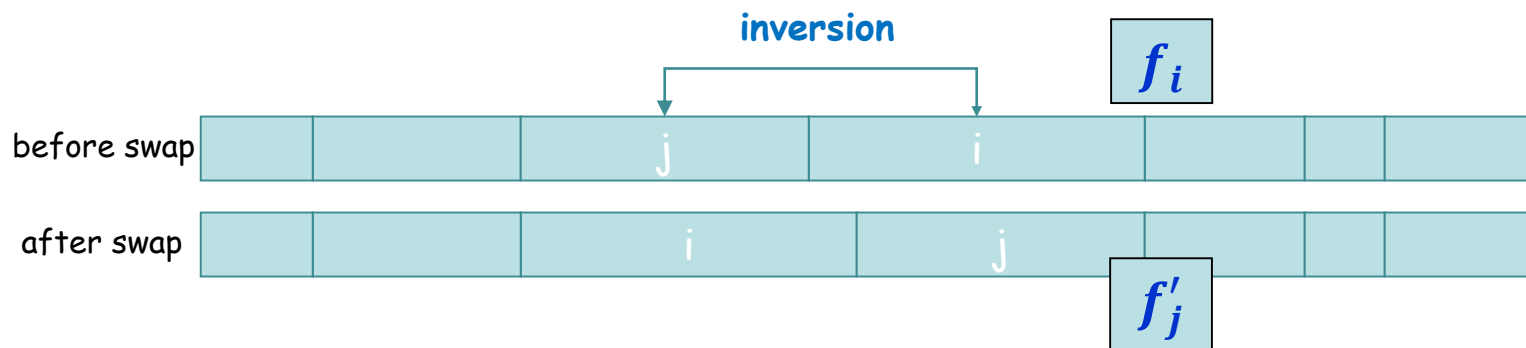 inversion
f_i
before swap j i
after swap i j
f'_j